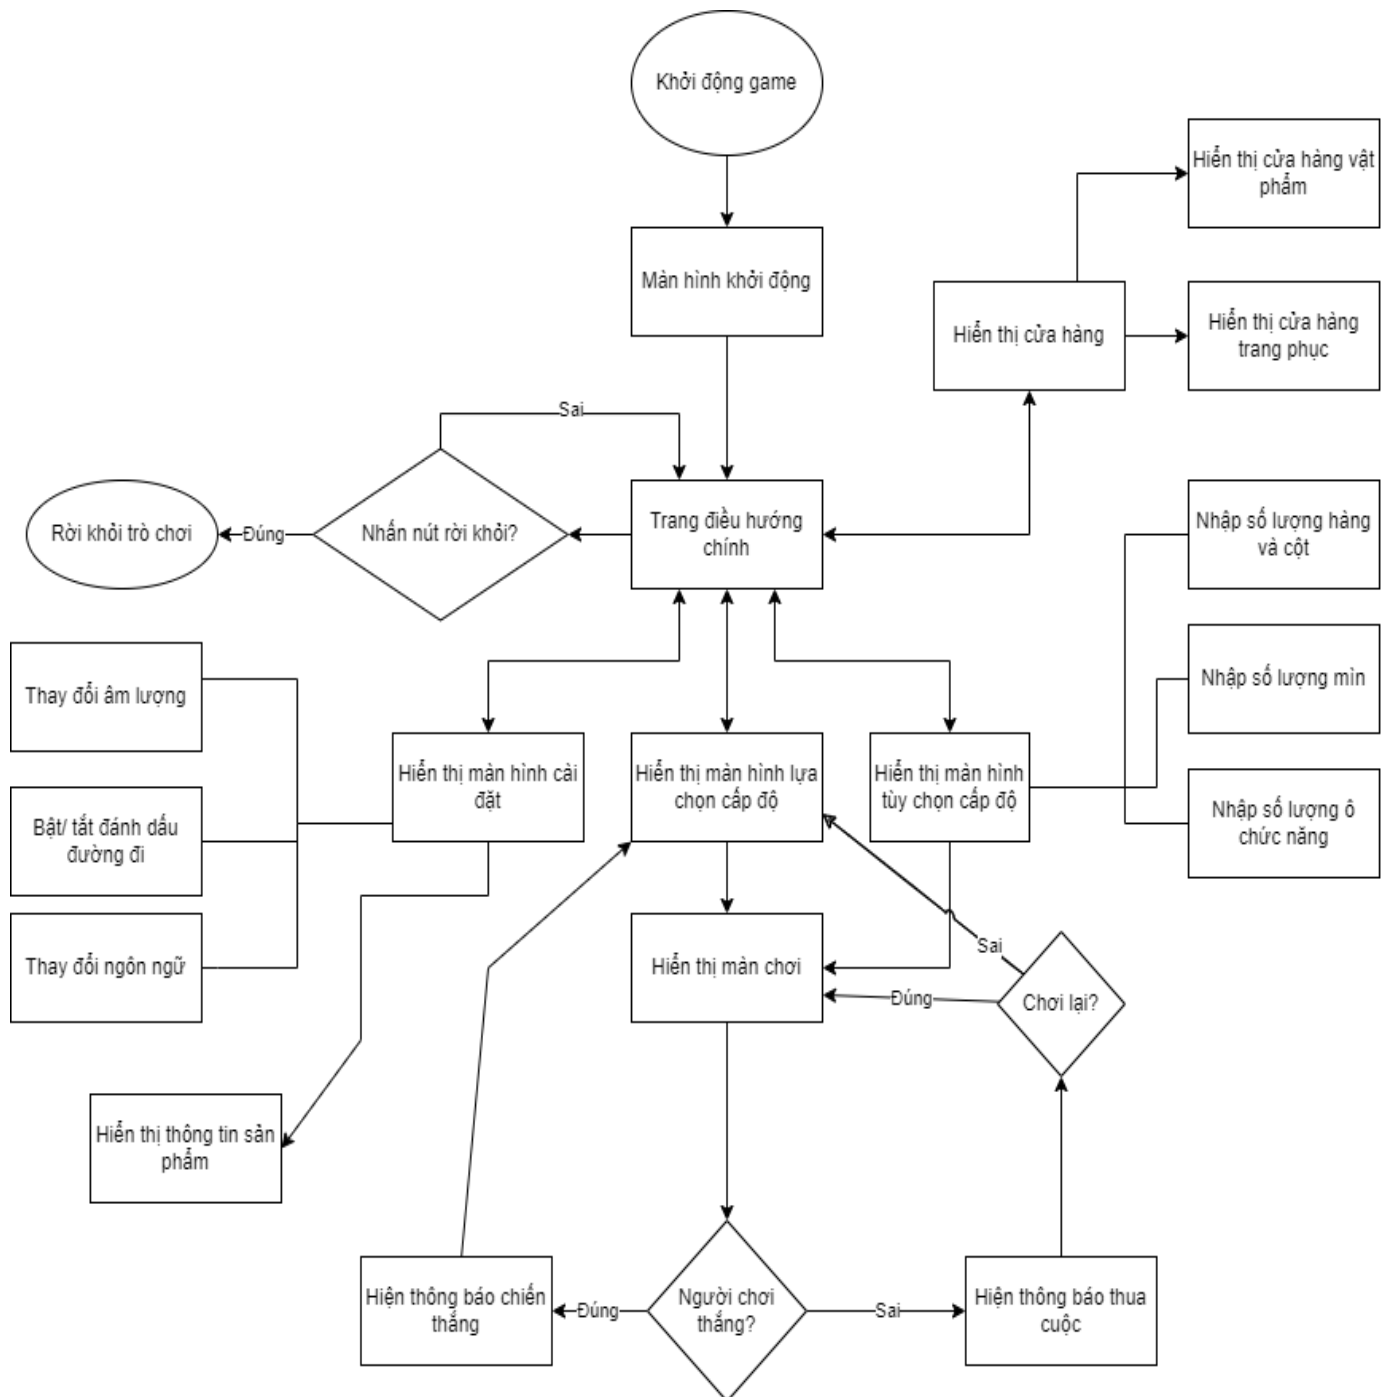 Khởi động game
Hiển thị cửa hàng vật
phẩm
Màn hình khởi động
Hiển thị cửa hàng
Hiển thị cửa hàng
trang phục
Sai
Rời khỏi trò chơi
Đúng
Nhấn nút rời khỏi?
Trang điều hướng
chính
Nhập số lượng hàng
và cột
Thay đổi âm lượng
Nhập số lượng mìn
Hiển thị màn hình cài
đặt
Hiển thị màn hình lựa
chọn cấp độ
Hiển thị màn hình
tùy chọn cấp độ
Bật/ tắt đánh dấu
đường đi
Nhập số lượng ô
chức năng
Thay đổi ngôn ngữ
Hiển thị màn chơi
Sai
Đúng
Chơi lại?
Hiển thị thông tin sản
phẩm
Hiện thông báo chiến
thắng
Đúng
Người chơi
thắng?
Sai
Hiện thông báo thua
cuộc